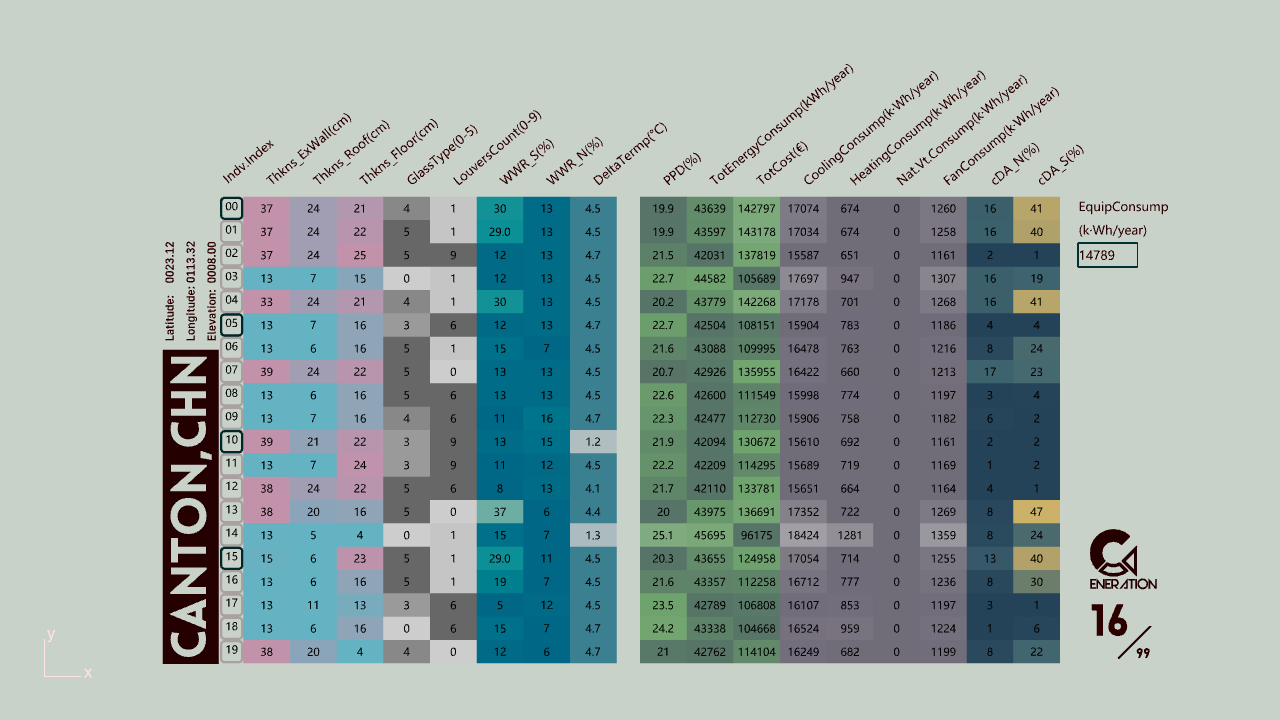 Indv.Index Thkns_ExWall(cm) Thkns_Roof(cm) Thkns_Floor(cm) GlassType(0-5) LouversCount(0-9) WWR_S(%) WWR_N(%) DeltaTermp(°C) PPD(%) TotEnergyConsump(kWh/year) TotCost(€) CoolingConsump(k·Wh/year) HeatingConsump(k·Wh/year) Nat.Vt.Consump(k·Wh/year) FanConsump(k·Wh/year) cDA_N(%) cDA_S(%)
00 37 24 21 4 1 30 13 4.5 19.9 43639 142797 17074 674 0 1260 16 41
01 37 24 22 5 1 29.0 13 4.5 19.9 43597 143178 17034 674 0 1258 16 40
02 37 24 25 5 9 12 13 4.7 21.5 42031 137819 15587 651 0 1161 2 1
03 13 7 15 0 1 12 13 4.5 22.7 44582 105689 17697 947 0 1307 16 19
04 33 24 21 4 1 30 13 4.5 20.2 43779 142268 17178 701 0 1268 16 41
05 13 7 16 3 6 12 13 4.7 22.7 42504 108151 15904 783 0 1186 4 4
06 13 6 16 5 1 15 7 4.5 21.6 43088 109995 16478 763 0 1216 8 24
07 39 24 22 5 0 13 13 4.5 20.7 42926 135955 16422 660 0 1213 17 23
08 13 6 16 5 6 13 13 4.5 22.6 42600 111549 15998 774 0 1197 3 4
09 13 7 16 4 6 11 16 4.7 22.3 42477 112730 15906 758 0 1182 6 2
10 39 21 22 3 9 13 15 1.2 21.9 42094 130672 15610 692 0 1161 2 2
11 13 7 24 3 9 11 12 4.5 22.2 42209 114295 15689 719 0 1169 1 2
12 38 24 22 5 6 8 13 4.1 21.7 42110 133781 15651 664 0 1164 4 1
13 38 20 16 5 0 37 6 4.4 20 43975 136691 17352 722 0 1269 8 47
14 13 5 4 0 1 15 7 1.3 25.1 45695 96175 18424 1281 0 1359 8 24
15 15 6 23 5 1 29.0 11 4.5 20.3 43655 124958 17054 714 0 1255 13 40
16 13 6 16 5 1 19 7 4.5 21.6 43357 112258 16712 777 0 1236 8 30
17 13 11 13 3 6 5 12 4.5 23.5 42789 106808 16107 853 0 1197 3 1
18 13 6 16 0 6 15 7 4.7 24.2 43338 104668 16524 959 0 1224 1 6
19 38 20 4 4 0 12 6 4.7 21 42762 114104 16249 682 0 1199 8 22
Latitude: 0023.12
Longitude: 0113.32
Elevation: 0008.00
CANTON,CHN
EquipConsump
(k·Wh/year)
14789
ENERATION
16/99
y
x